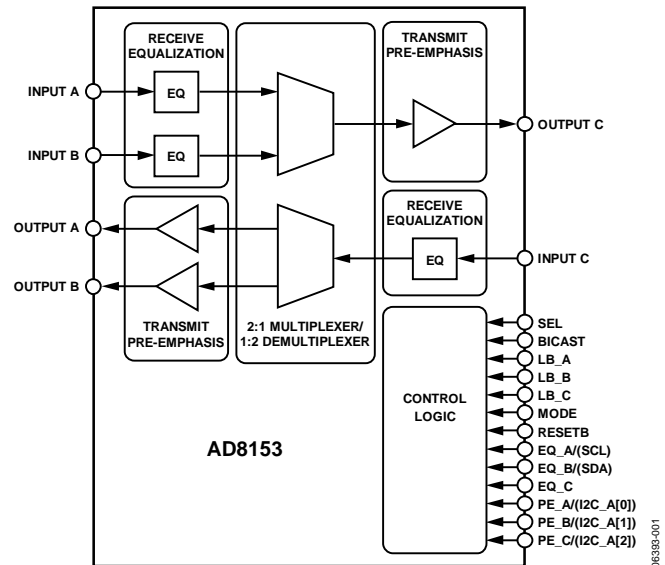 RECEIVE
EQUALIZATION
TRANSMIT
PRE-EMPHASIS
INPUT A
EQ
OUTPUT C
INPUT B
EQ
RECEIVE
EQUALIZATION
OUTPUT A
EQ
INPUT C
OUTPUT B
TRANSMIT
PRE-EMPHASIS
2:1 MULTIPLEXER/
1:2 DEMULTIPLEXER
CONTROL
LOGIC
SEL
BICAST
LB_A
LB_B
LB_C
MODE
RESETB
EQ_A/(SCL)
EQ_B/(SDA)
EQ_C
PE_A/(I2C_A[0])
PE_B/(I2C_A[1])
PE_C/(I2C_A[2])
AD8153
06393-001